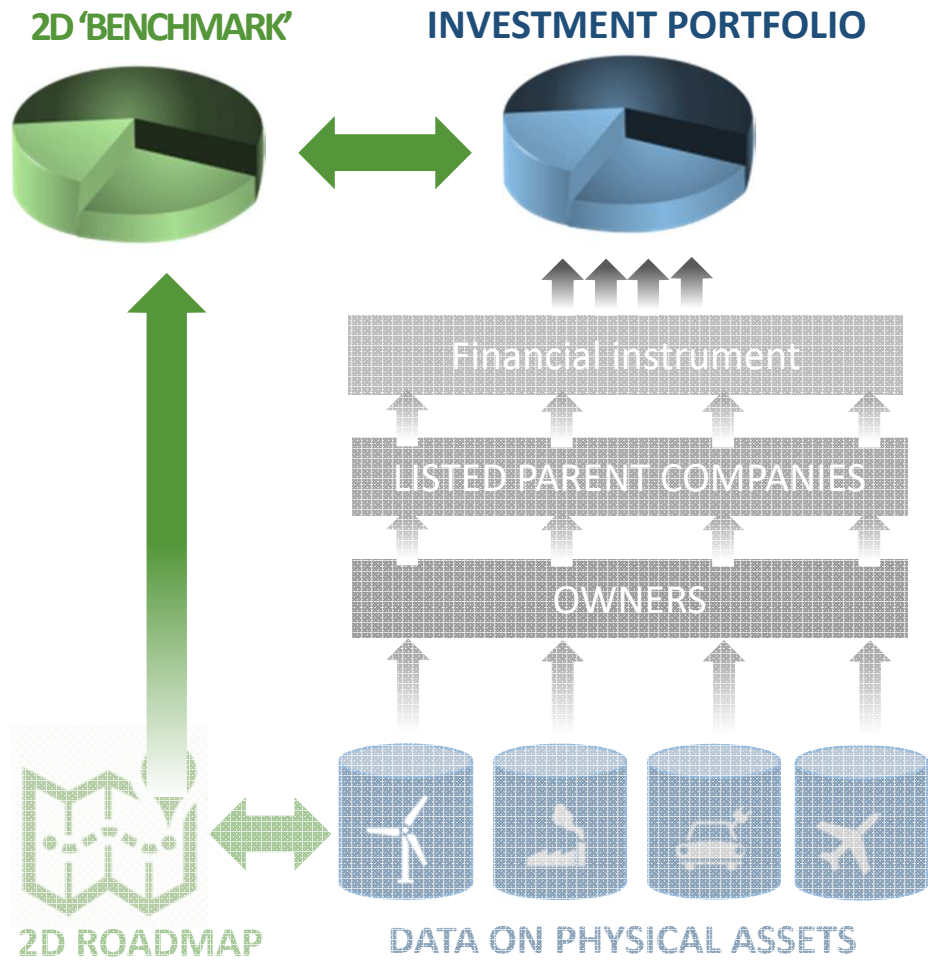 2D 'BENCHMARK'
INVESTMENT PORTFOLIO
Financial instrument
LISTED PARENT COMPANIES
OWNERS
2D ROADMAP
DATA ON PHYSICAL ASSETS